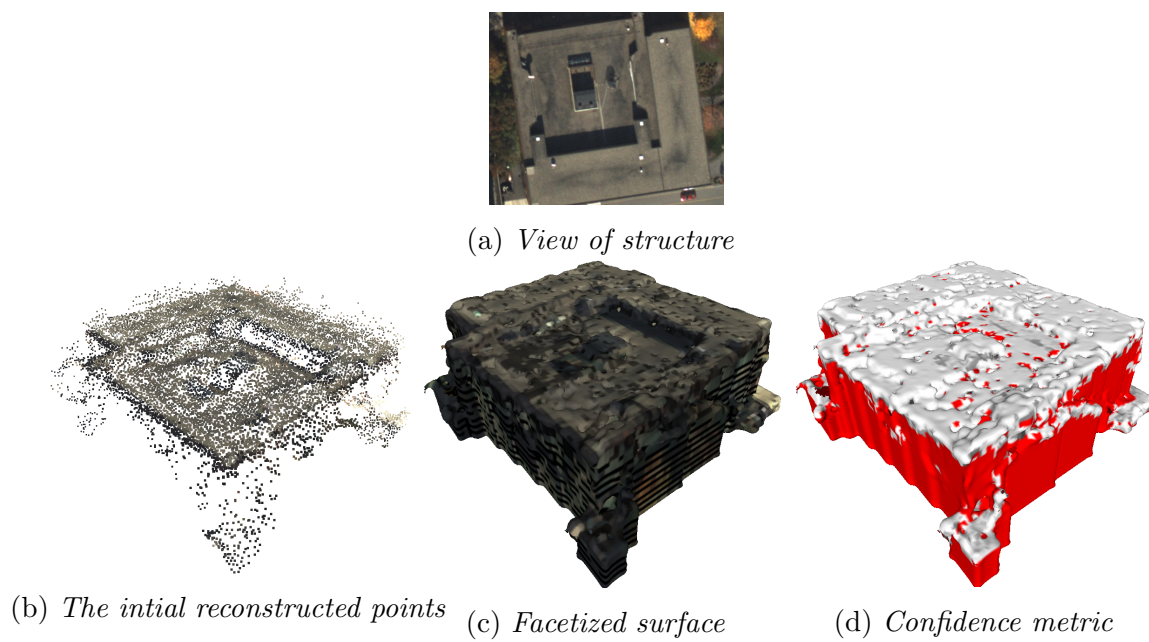 (a) View of structure
(b) The intial reconstructed points
(c) Facetized surface
(d) Confidence metric